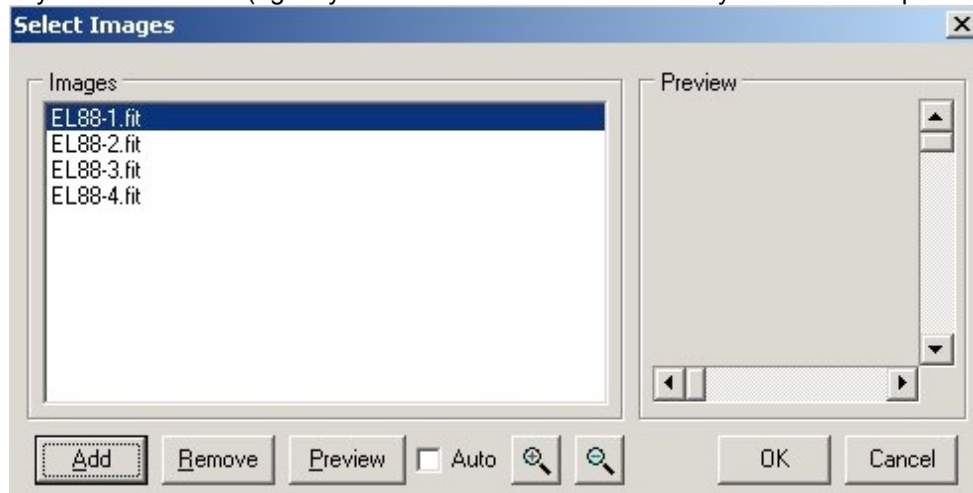 Select Images
Images
Preview
EL88-1.fit
EL88-2.fit
EL88-3.fit
EL88-4.fit
Add Remove Preview Auto OK Cancel